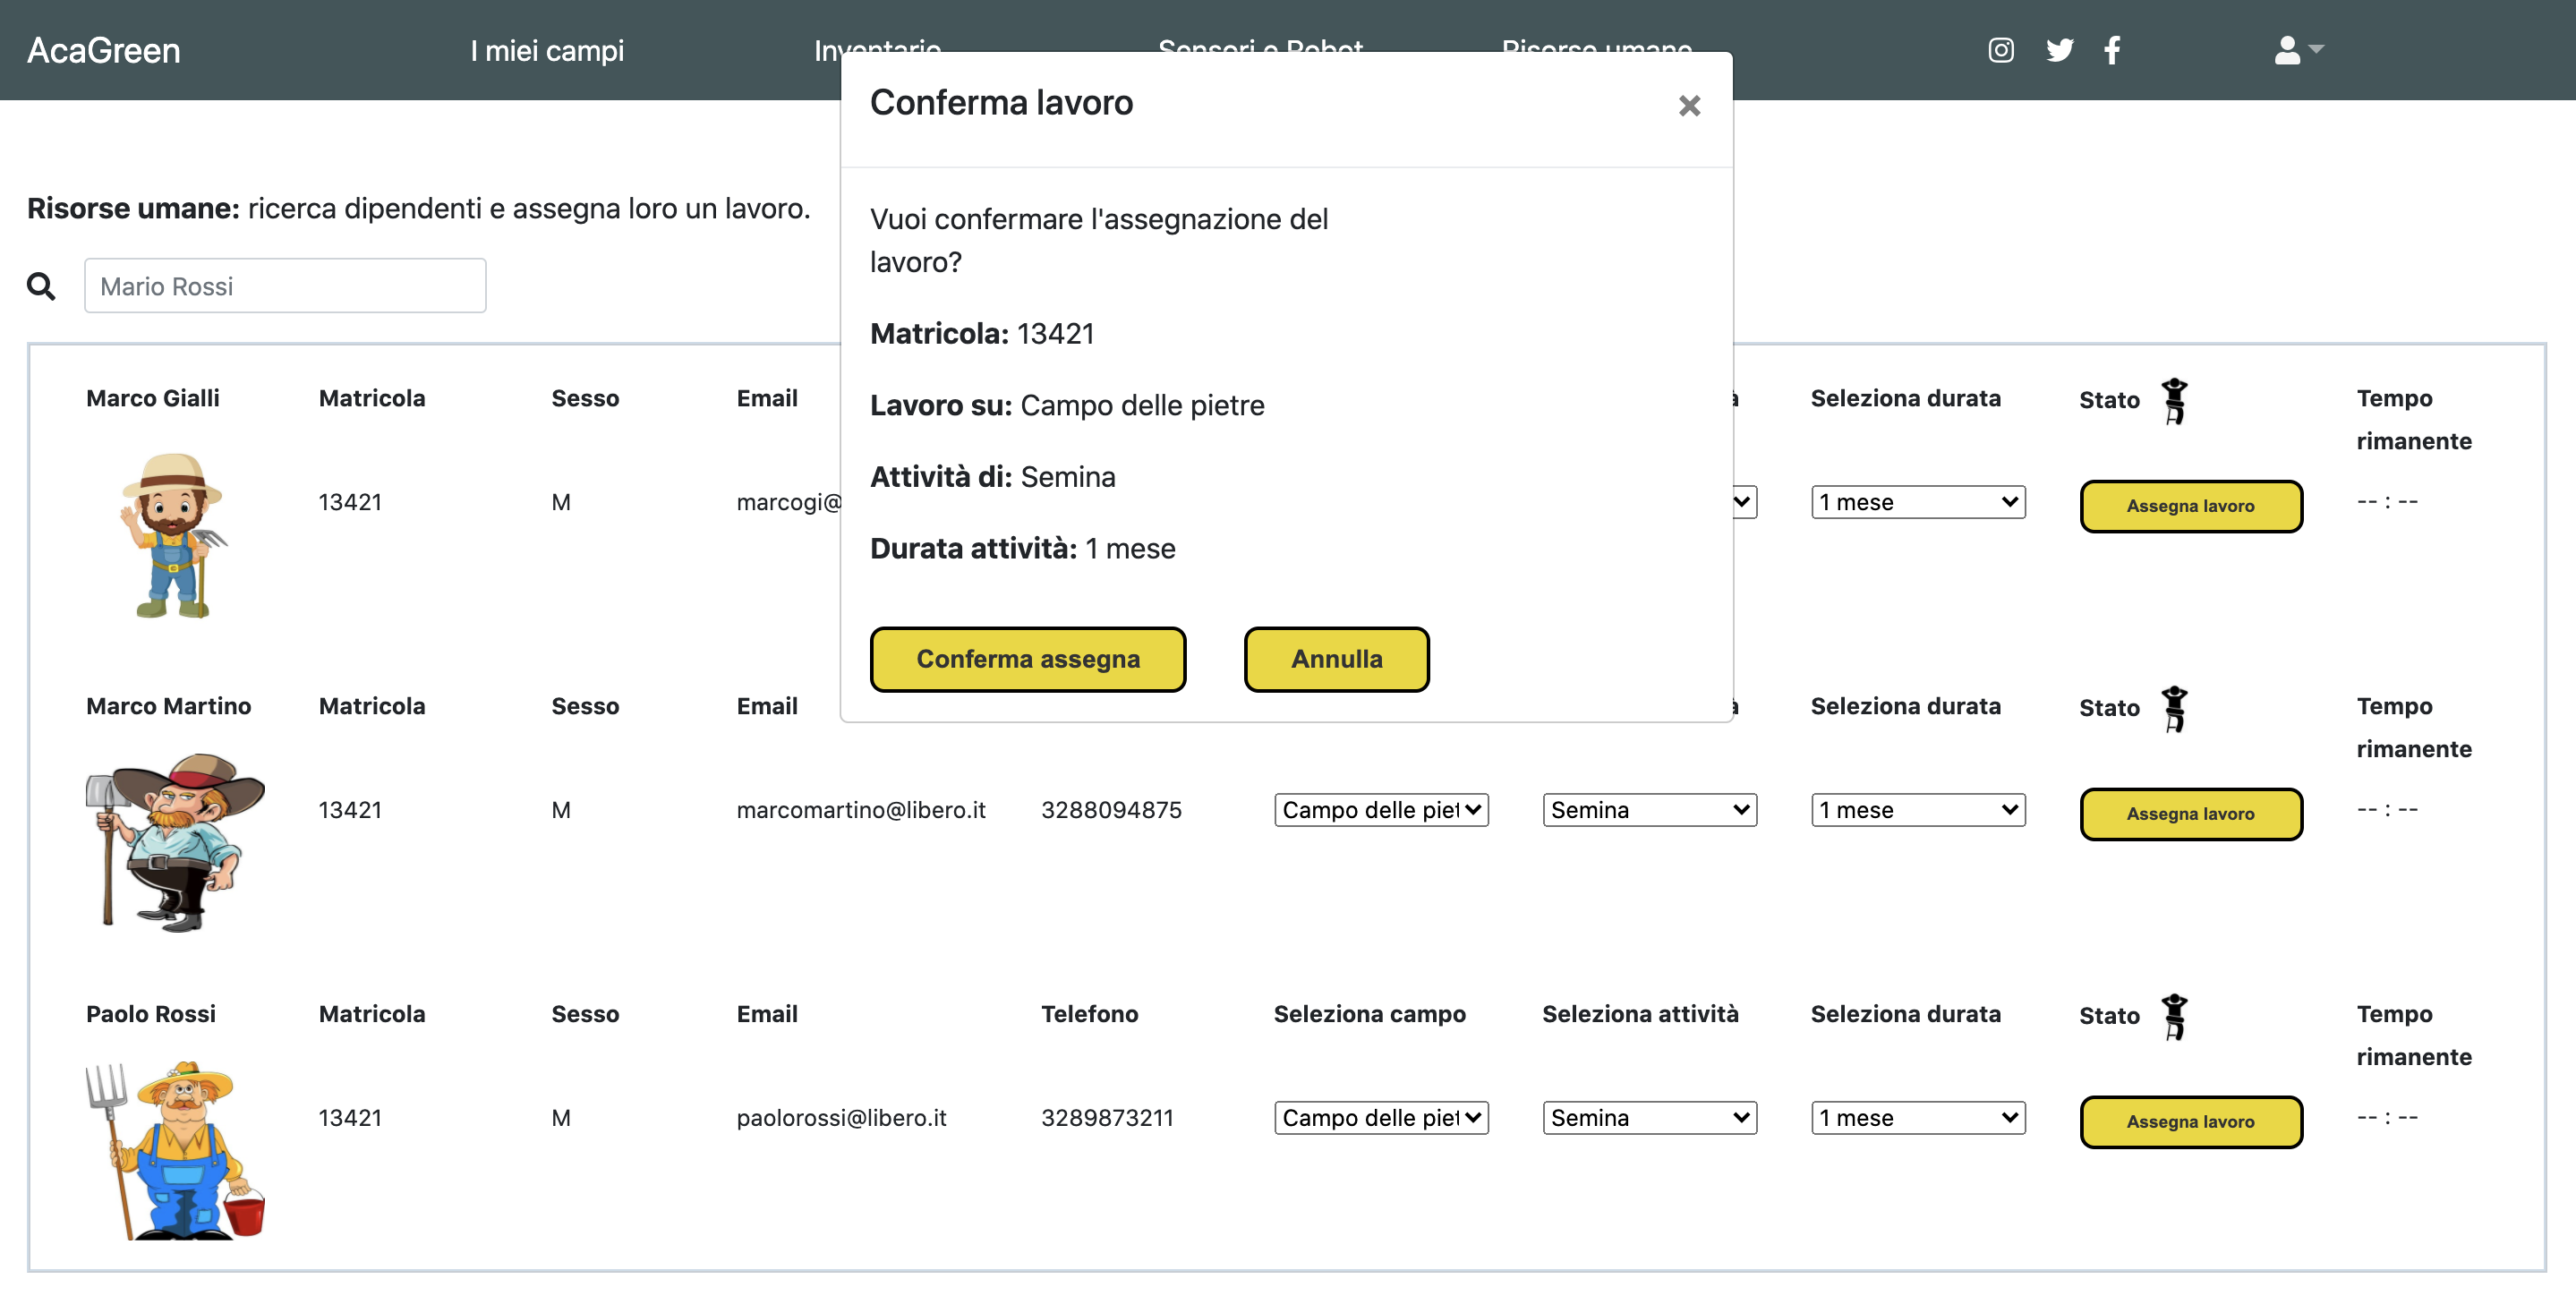 AcaGreen I miei campi Inventario Sensori e Robot Risorse umane
Conferma lavoro ×
Risorse umane: ricerca dipendenti e assegna loro un lavoro.
Mario Rossi
Vuoi confermare l'assegnazione del
lavoro?
Matricola: 13421
Lavoro su: Campo delle pietre
Attività di: Semina
Durata attività: 1 mese
Conferma assegna Annulla
Marco Gialli Matricola Sesso Email à Seleziona durata Stato Tempo
rimanente
13421 M marcogi@ 1 mese Assegna lavoro -- : --
Marco Martino Matricola Sesso Email à Seleziona durata Stato Tempo
rimanente
13421 M marcomartino@libero.it 3288094875 Campo delle piet Semina 1 mese Assegna lavoro -- : --
Paolo Rossi Matricola Sesso Email Telefono Seleziona campo Seleziona attività Seleziona durata Stato Tempo
rimanente
13421 M paolorossi@libero.it 3289873211 Campo delle piet Semina 1 mese Assegna lavoro -- : --